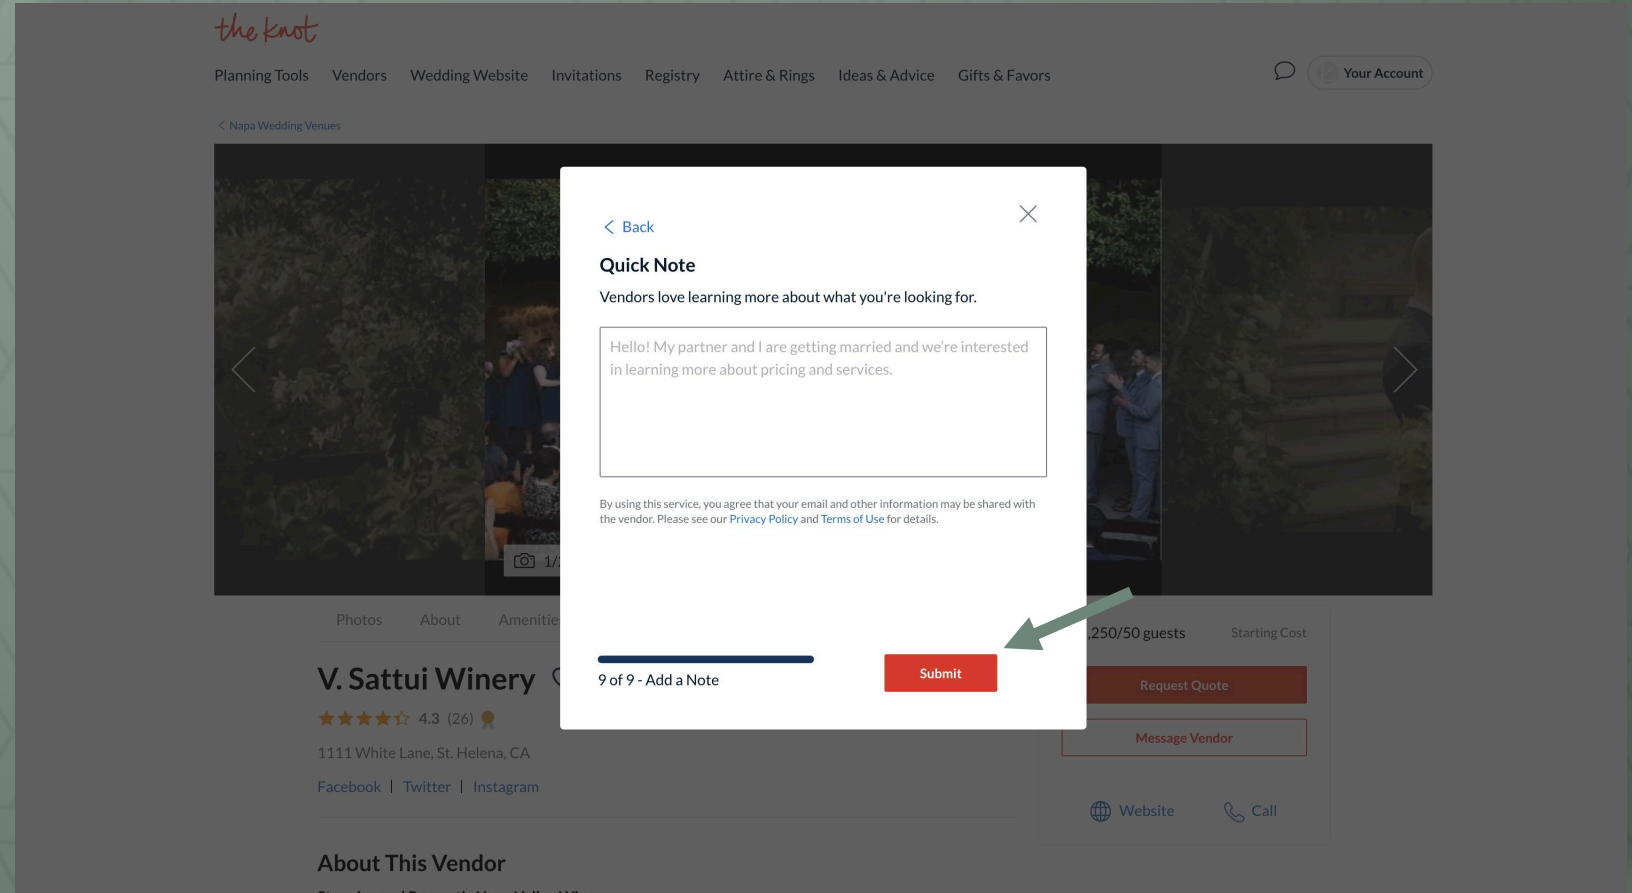 the knot
Planning Tools Vendors Wedding Website Invitations Registry Attire & Rings Ideas & Advice Gifts & Favors Your Account
< Napa Wedding Venues
< Back
Quick Note
Vendors love learning more about what you're looking for.
Hello! My partner and I are getting married and we're interested
in learning more about pricing and services.
By using this service, you agree that your email and other information may be shared with
the vendor. Please see our Privacy Policy and Terms of Use for details.
1/
9 of 9 - Add a Note
Submit
Photos About Amenitie
,250/50 guests Starting Cost
V. Sattui Winery
4.3 (26)
1111 White Lane, St. Helena, CA
Facebook | Twitter | Instagram
Request Quote
Message Vendor
Website Call
About This Vendor